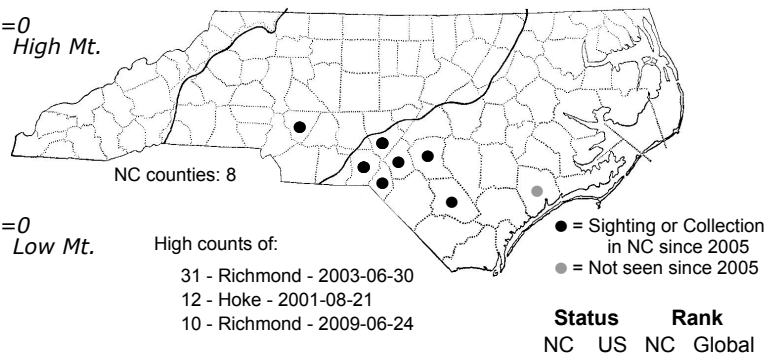 =0
High Mt.
NC counties: 8
=0
Low Mt.
High counts of:
31 - Richmond - 2003-06-30
12 - Hoke - 2001-08-21
10 - Richmond - 2009-06-24
= Sighting or Collection
in NC since 2005
= Not seen since 2005
Status Rank
NC US NC Global